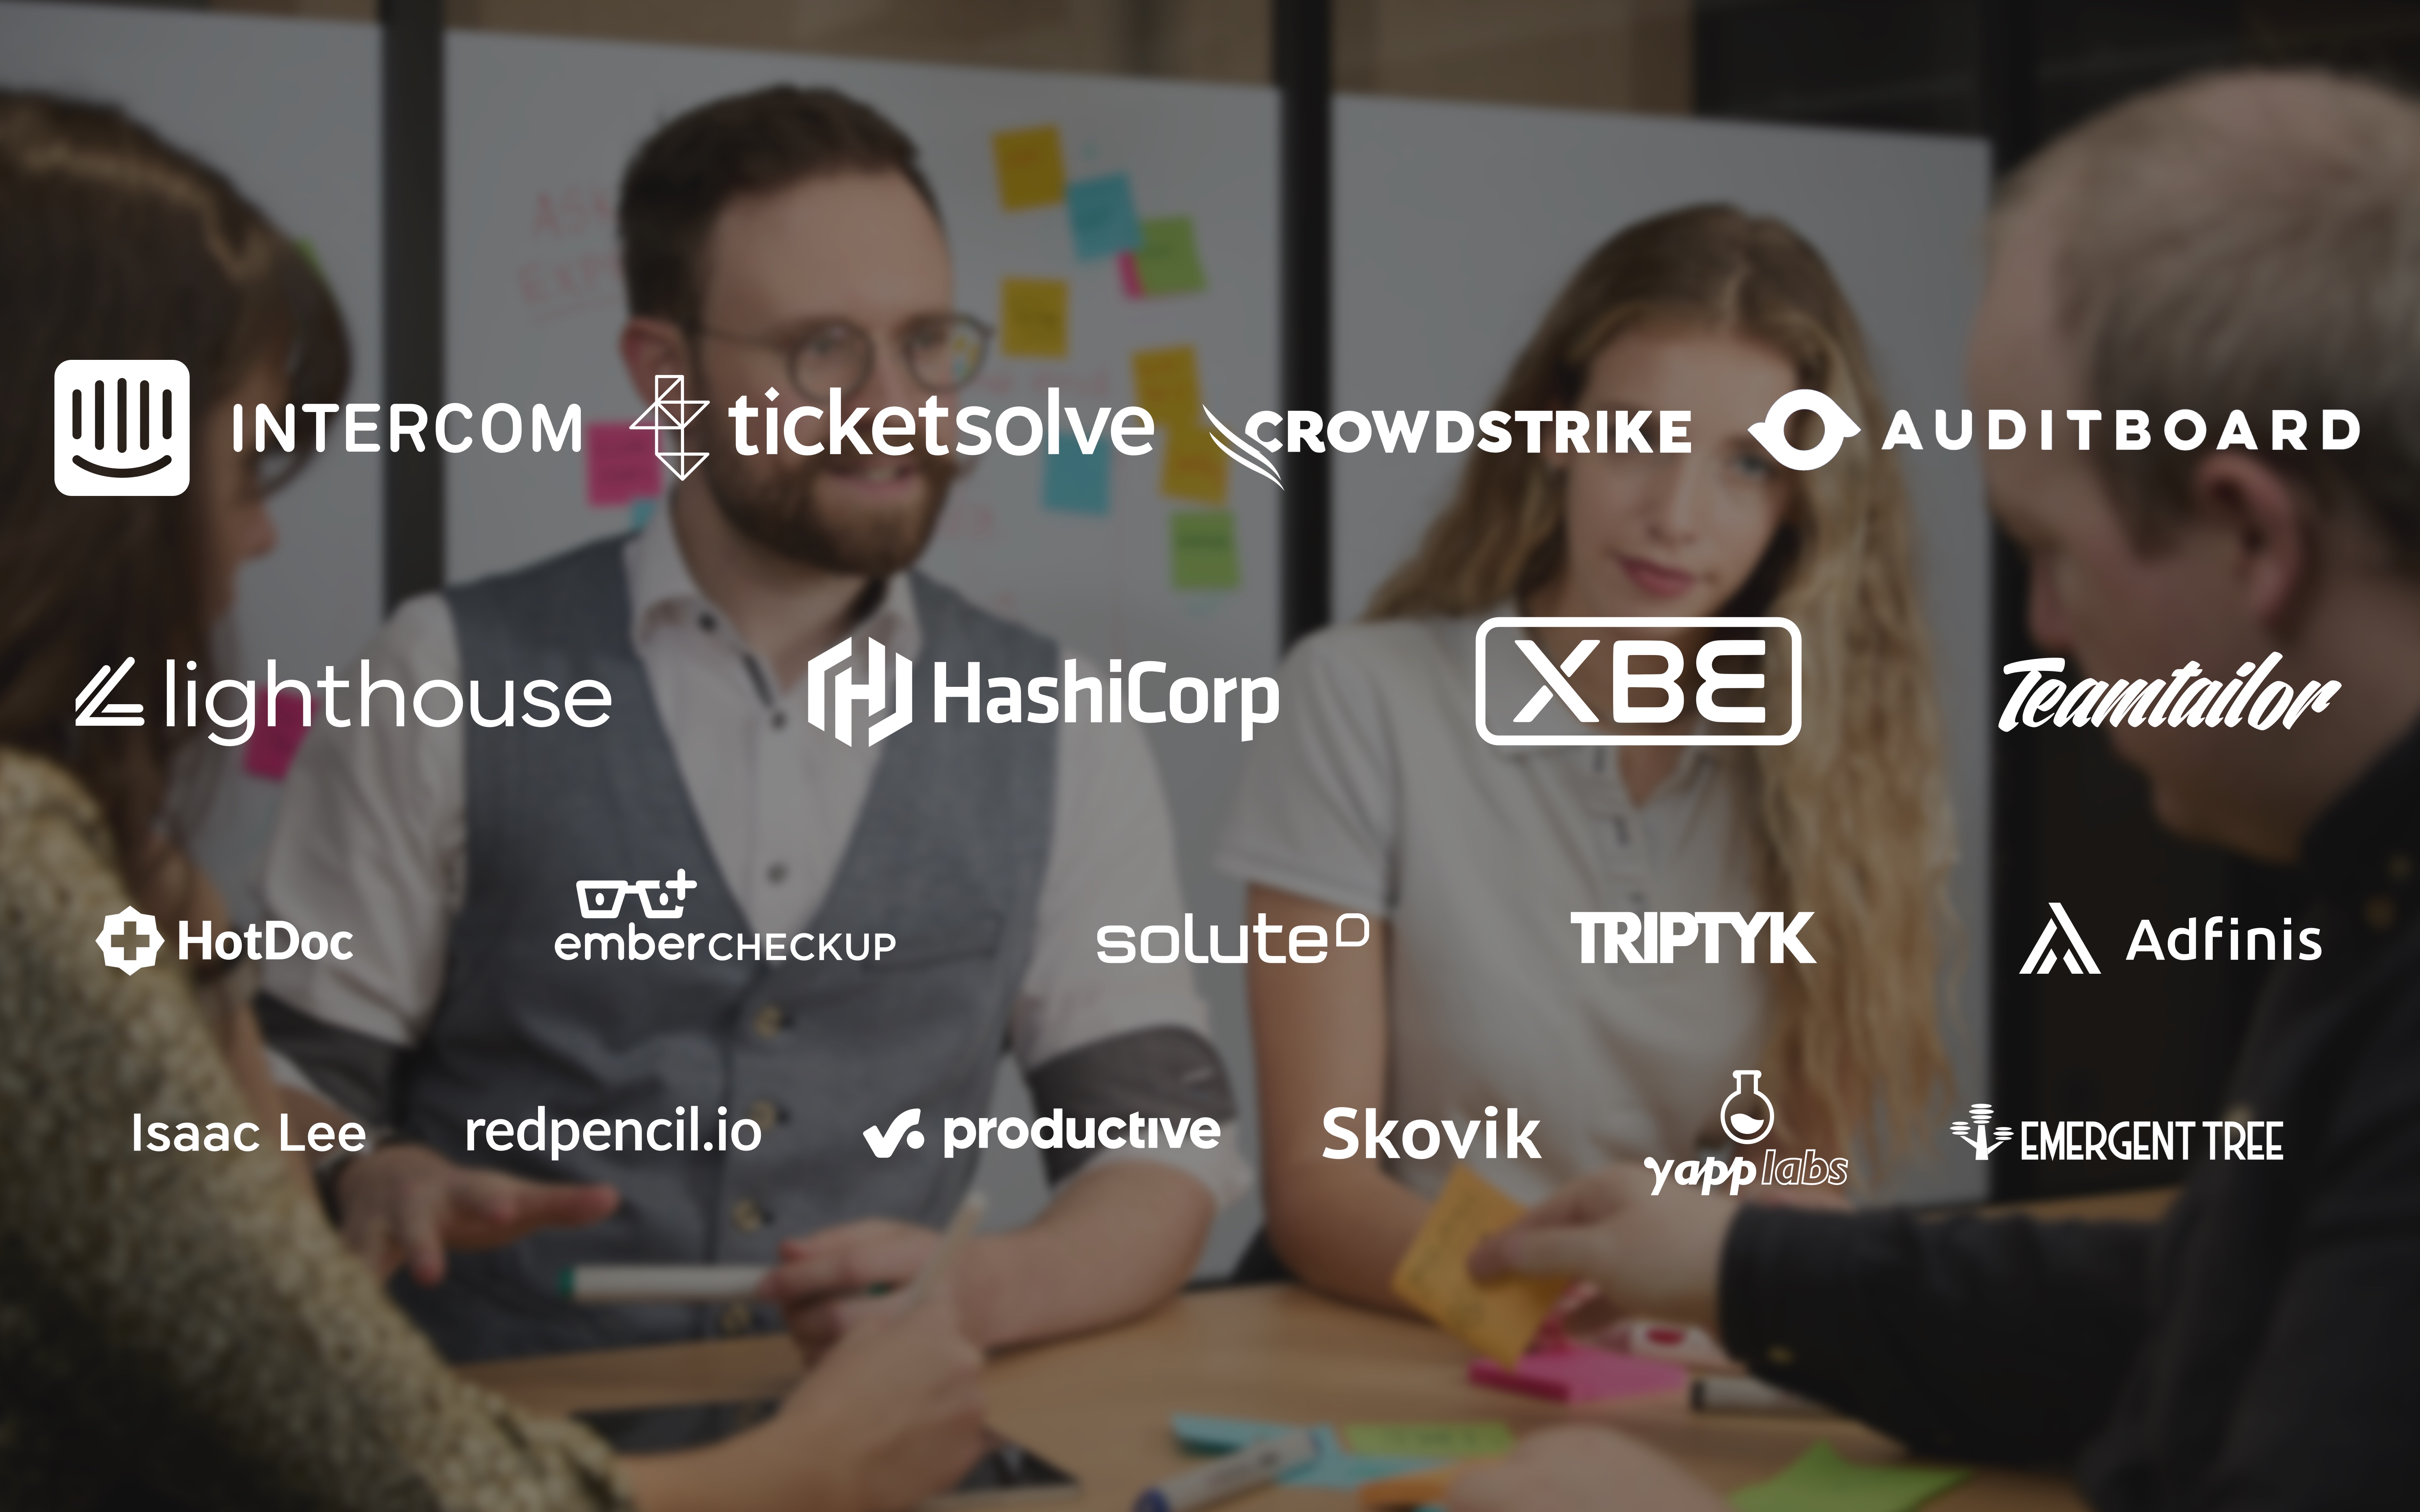 INTERCOM ticketsolve CROWDSTRIKE AUDITBOARD
lighthouse HashiCorp XBE Teamtailor
HotDoc emberCHECKUP solute TRIPTYK Adfinis
Isaac Lee redpencil.io productive Skovik yapp labs EMERGENT TREE